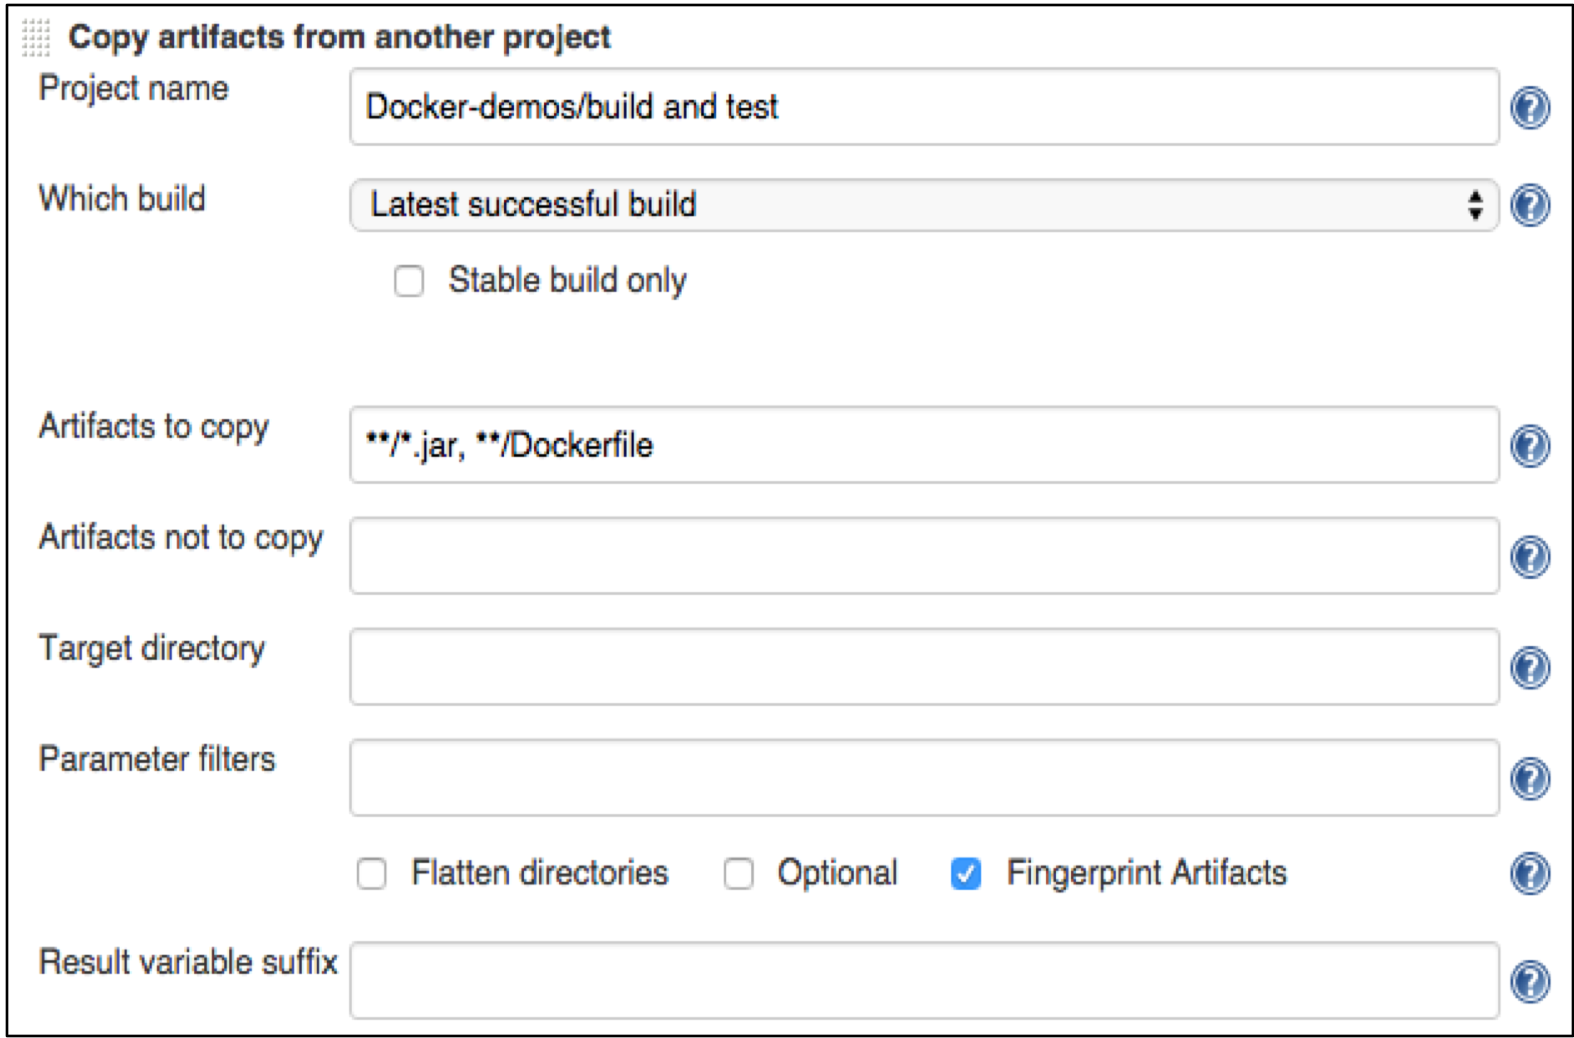 Copy artifacts from another project
Project name
Docker-demos/build and test
Which build
Latest successful build
Stable build only
Artifacts to copy
**/*.jar, **/Dockerfile
Artifacts not to copy
Target directory
Parameter filters
Flatten directories Optional Fingerprint Artifacts
Result variable suffix